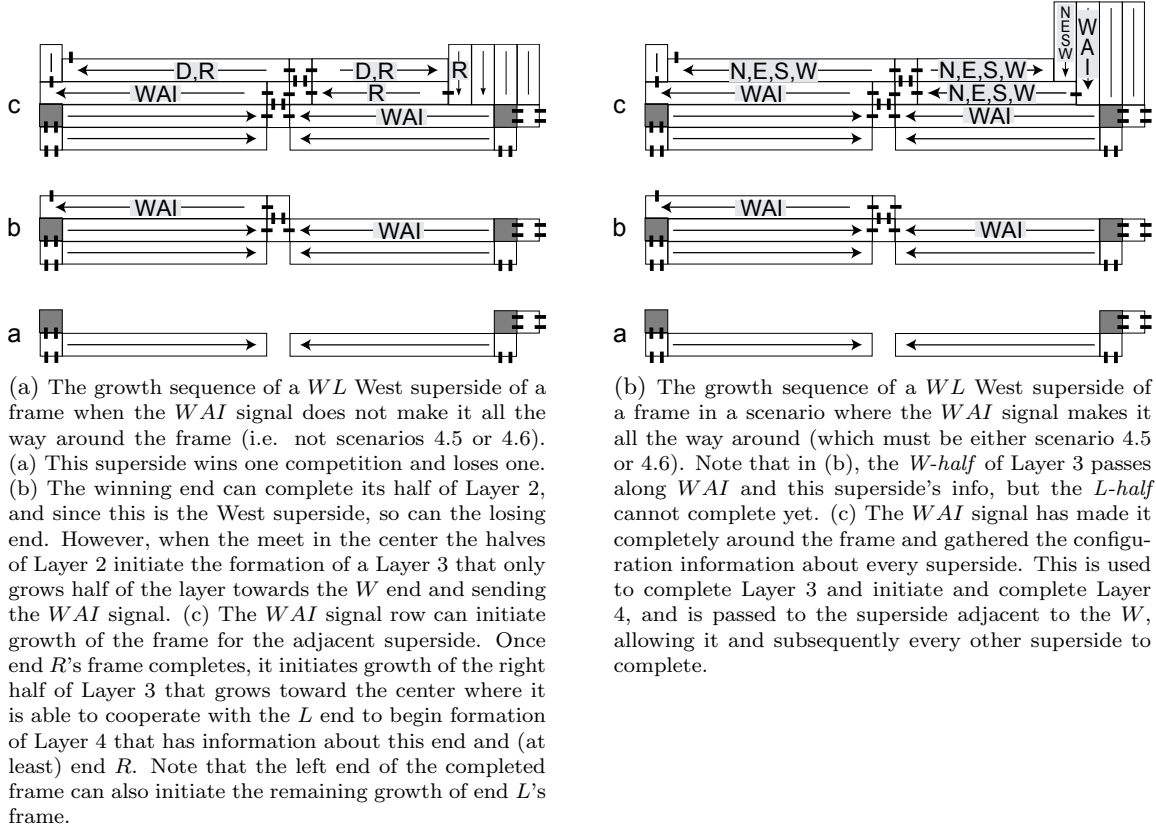 D,R
D,R
R
WAI
R
c
WAI
WAI
b
WAI
a
(a) The growth sequence of a WL West superside of a
frame when the WAI signal does not make it all the
way around the frame (i.e. not scenarios 4.5 or 4.6).
(a) This superside wins one competition and loses one.
(b) The winning end can complete its half of Layer 2,
and since this is the West superside, so can the losing
end. However, when the meet in the center the halves
of Layer 2 initiate the formation of a Layer 3 that only
grows half of the layer towards the W end and sending
the WAI signal. (c) The WAI signal row can initiate
growth of the frame for the adjacent superside. Once
end R's frame completes, it initiates growth of the right
half of Layer 3 that grows toward the center where it
is able to cooperate with the L end to begin formation
of Layer 4 that has information about this end and (at
least) end R. Note that the left end of the completed
frame can also initiate the remaining growth of end L's
frame.
NESW
WAI
N,E,S,W
N,E,S,W
WAI
N,E,S,W
c
WAI
WAI
b
WAI
a
(b) The growth sequence of a WL West superside of
a frame in a scenario where the WAI signal makes it
all the way around (which must be either scenario 4.5
or 4.6). Note that in (b), the W-half of Layer 3 passes
along WAI and this superside's info, but the L-half
cannot complete yet. (c) The WAI signal has made it
completely around the frame and gathered the configu-
ration information about every superside. This is used
to complete Layer 3 and initiate and complete Layer
4, and is passed to the superside adjacent to the W,
allowing it and subsequently every other superside to
complete.